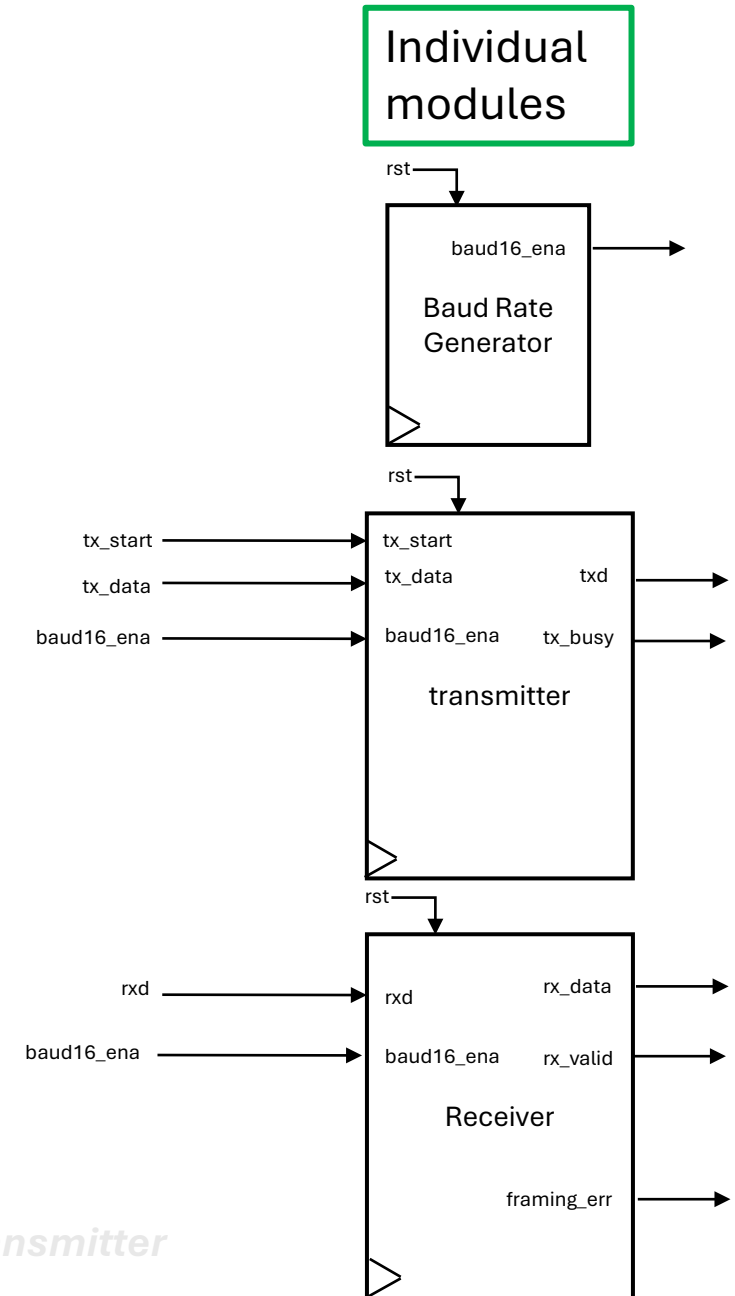 Individual
modules
rst
baud16_ena
Baud Rate
Generator
rst
tx_start
tx_start
tx_data
tx_data
txd
baud16_ena
baud16_ena
tx_busy
transmitter
rst
rxd
rxd
rx_data
baud16_ena
baud16_ena
rx_valid
Receiver
framing_err
nsmitter